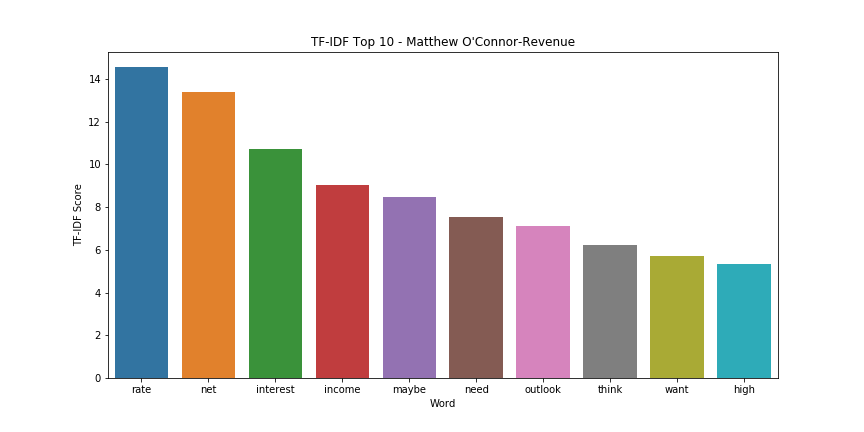 TF-IDF Top 10 - Matthew O'Connor-Revenue
TF-IDF Score
14
12
10
8
6
4
2
0
rate net interest income maybe need outlook think want high
Word